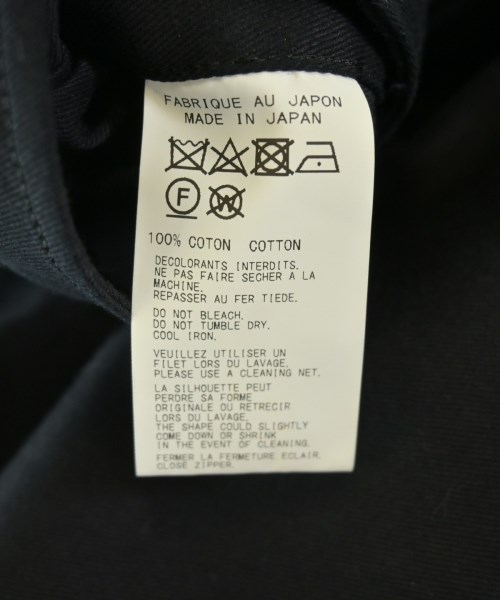 FABRIQUE AU JAPON
MADE IN JAPAN
F W
100% COTON COTTON
DECOLORANTS INTERDITS.
NE PAS FAIRE SECHER A LA
MACHINE.
REPASSER AU FER TIEDE.
DO NOT BLEACH.
DO NOT TUMBLE DRY.
COOL IRON.
VEUILLEZ UTILISER UN
FILET LORS DU LAVAGE.
PLEASE USE A CLEANING NET.
LA SILHOUETTE PEUT
PERDRE SA FORME
ORIGINALE OU RETRECIR
LORS DU LAVAGE.
THE SHAPE COULD SLIGHTLY
COME DOWN OR SHRINK
IN THE EVENT OF CLEANING.
FERMER LA FERMETURE ECLAIR.
CLOSE ZIPPER.